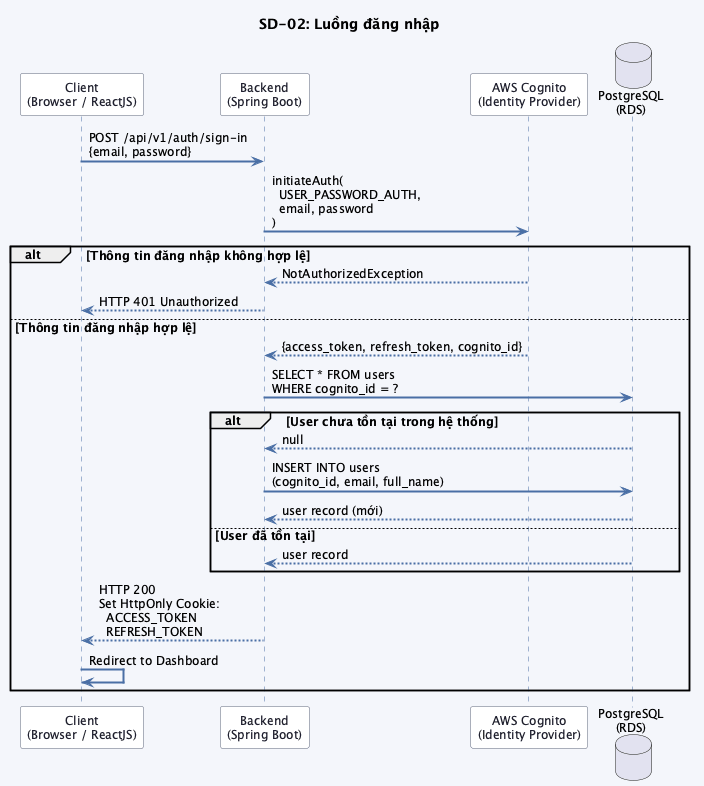 SD-02: Luồng đăng nhập
Client
(Browser / ReactJS)
Backend
(Spring Boot)
AWS Cognito
(Identity Provider)
PostgreSQL
(RDS)
POST /api/v1/auth/sign-in
{email, password}
initiateAuth(
USER_PASSWORD_AUTH,
email, password
)
alt [Thông tin đăng nhập không hợp lệ]
NotAuthorizedException
HTTP 401 Unauthorized
[Thông tin đăng nhập hợp lệ]
{access_token, refresh_token, cognito_id}
SELECT * FROM users
WHERE cognito_id = ?
alt [User chưa tồn tại trong hệ thống]
null
INSERT INTO users
(cognito_id, email, full_name)
user record (mới)
[User đã tồn tại]
user record
HTTP 200
Set HttpOnly Cookie:
ACCESS_TOKEN
REFRESH_TOKEN
Redirect to Dashboard
Client
(Browser / ReactJS)
Backend
(Spring Boot)
AWS Cognito
(Identity Provider)
PostgreSQL
(RDS)